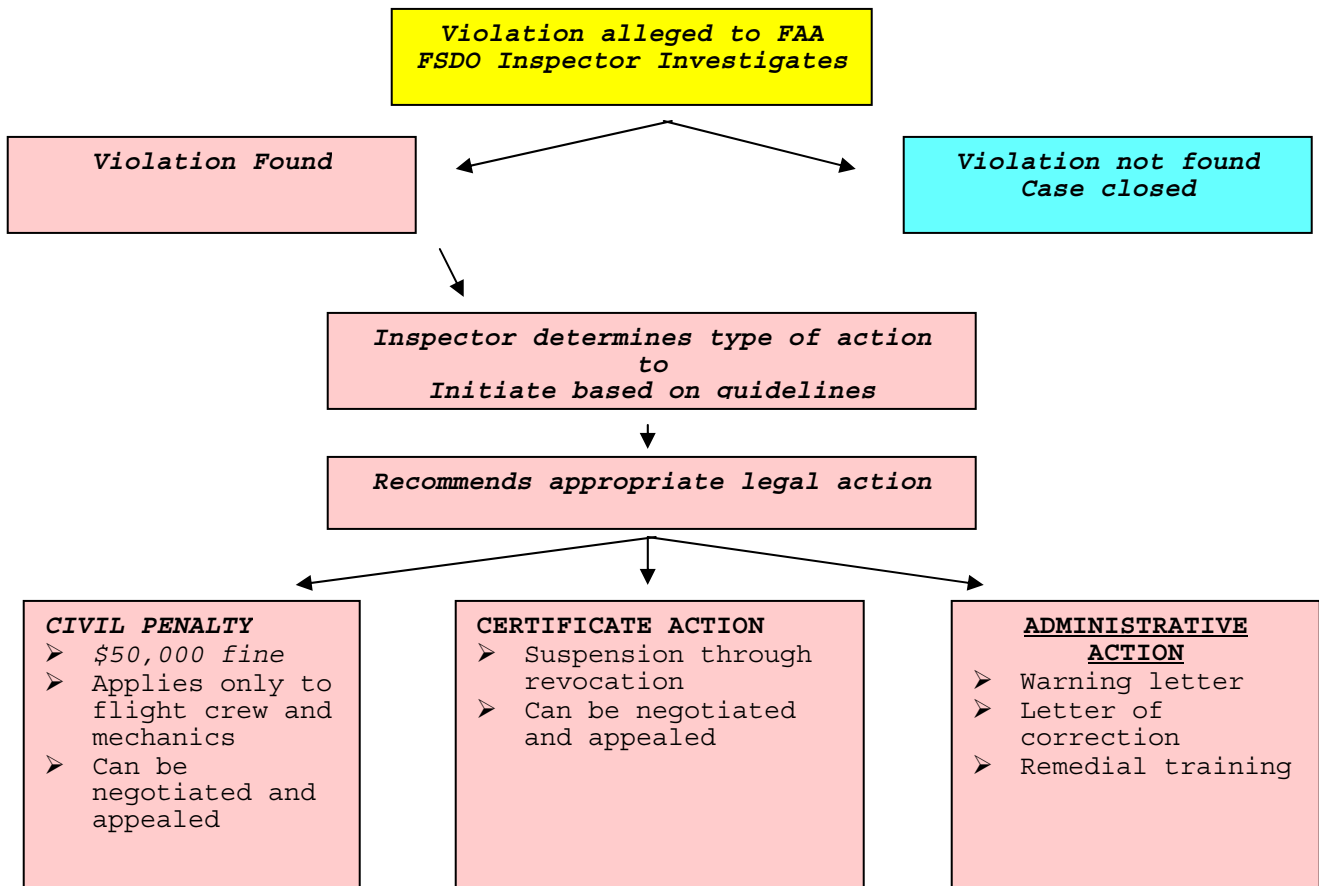 Violation alleged to FAA
FSDO Inspector Investigates
Violation Found
Violation not found
Case closed
Inspector determines type of action
to
Initiate based on guidelines
Recommends appropriate legal action
CIVIL PENALTY
➢ $50,000 fine
➢ Applies only to
flight crew and
mechanics
➢ Can be
negotiated and
appealed
CERTIFICATE ACTION
➢ Suspension through
revocation
➢ Can be negotiated
and appealed
ADMINISTRATIVE
ACTION
➢ Warning letter
➢ Letter of
correction
➢ Remedial training